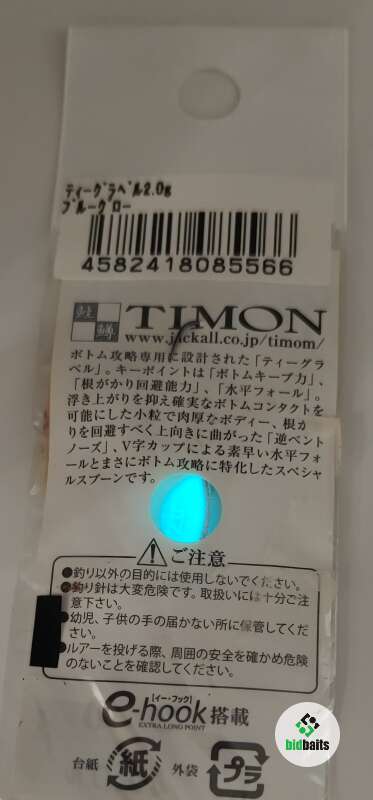 ティーグラベル2.0g
ブルーグロー
4582418085566
鱒 TIMON
www.jackall.co.jp/timom/
ボトム攻略専用に設計された「ティーグラ
ベル」。キーポイントは「ボトムキープ力」、
「根がかり回避能力」、「水平フォール」。
浮き上がりを抑え確実なボトムコンタクトを
可能にした小粒で肉厚なボディー、根か
りを回避すべく上向きに曲がった「逆ベント
ノーズ」、V字カップによる素早い水平フォ
ールとまさにボトム攻略に特化したスペシャ
ルスプーンです。
ご注意
●釣り以外の目的には使用しないでください。
●釣り針は大変危険です。取扱いには十分ご注
意下さい。
●幼児、子供の手の届かない所に保管してくだ
さい。
●ルアーを投げる際、周囲の安全を確かめ危険
のないことを確認してください。
[イー・フック]
e-hook搭載
EXTRA LONG POINT
台紙 紙 外袋 プラ
bidbaits